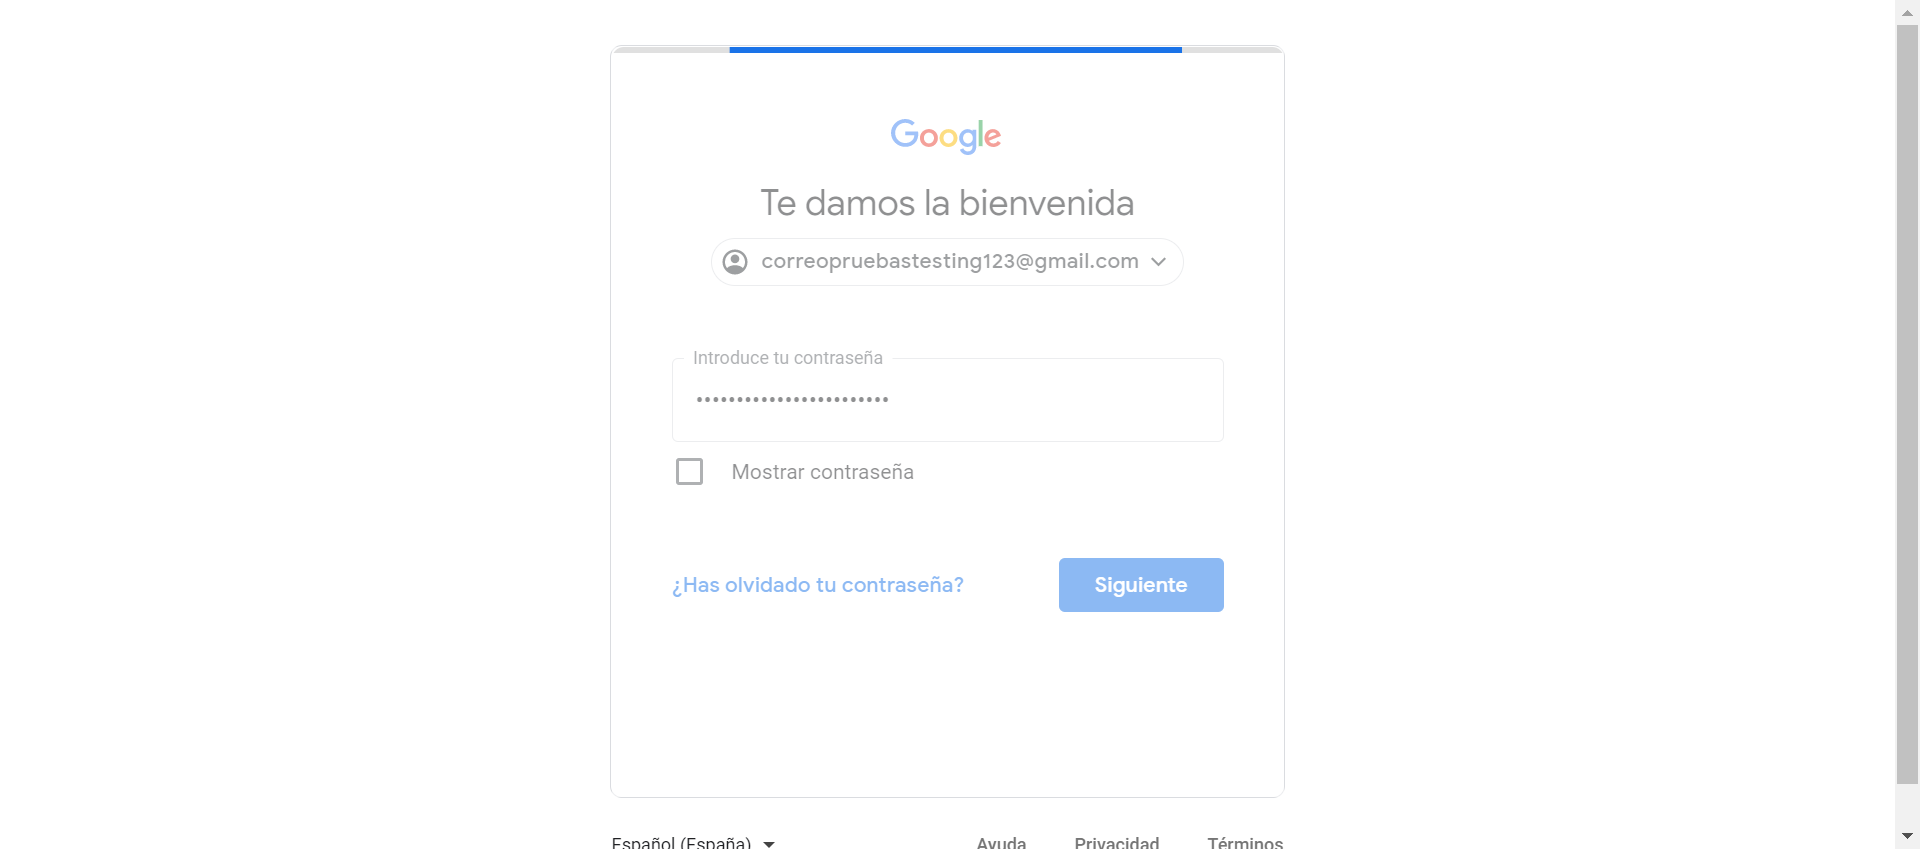 Google
Te damos la bienvenida
correopruebastesting123@gmail.com
Introduce tu contraseña
••••••••••••••••••••••••
Mostrar contraseña
¿Has olvidado tu contraseña?
Siguiente
Español (España)
Ayuda
Privacidad
Términos